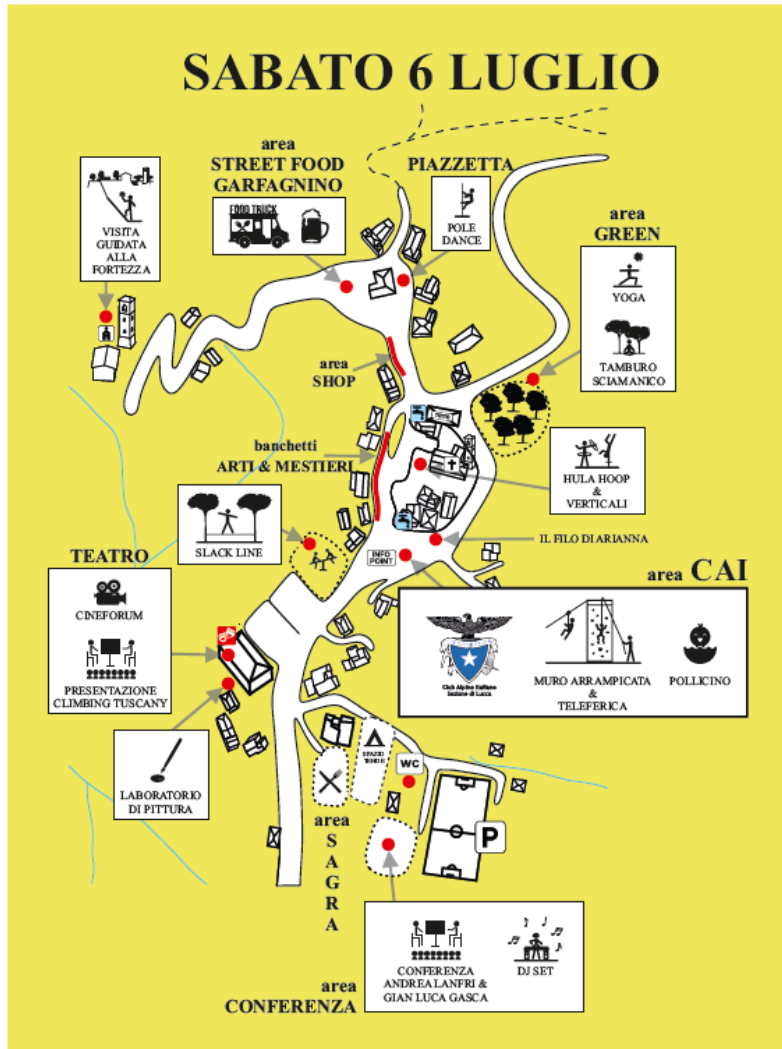 SABATO 6 LUGLIO
area
STREET FOOD
GARFAGNINO
FOOD TRUCK
PIAZZETTA
POLE
DANCE
area
GREEN
YOGA
TAMBURO
SCIAMANICO
VISITA
GUIDATA
ALLA
FORTEZZA
area
SHOP
banchetti
ARTI & MESTIERI
HULA HOOP
&
VERTICALI
SLACK LINE
IL FILO DI ARIANNA
INFO
POINT
TEATRO
CINEFORUM
PRESENTAZIONE
CLIMBING TUSCANY
area CAI
Club Alpino Italiano
Sezione di Lucca
MURO ARRAMPICATA
&
TELEFERICA
POLLICINO
LABORATORIO
DI PITTURA
SPAZIO
TENDE
WC
P
area
SAGRA
area
CONFERENZA
CONFERENZA
ANDREA LANFRI &
GIAN LUCA GASCA
DJ SET